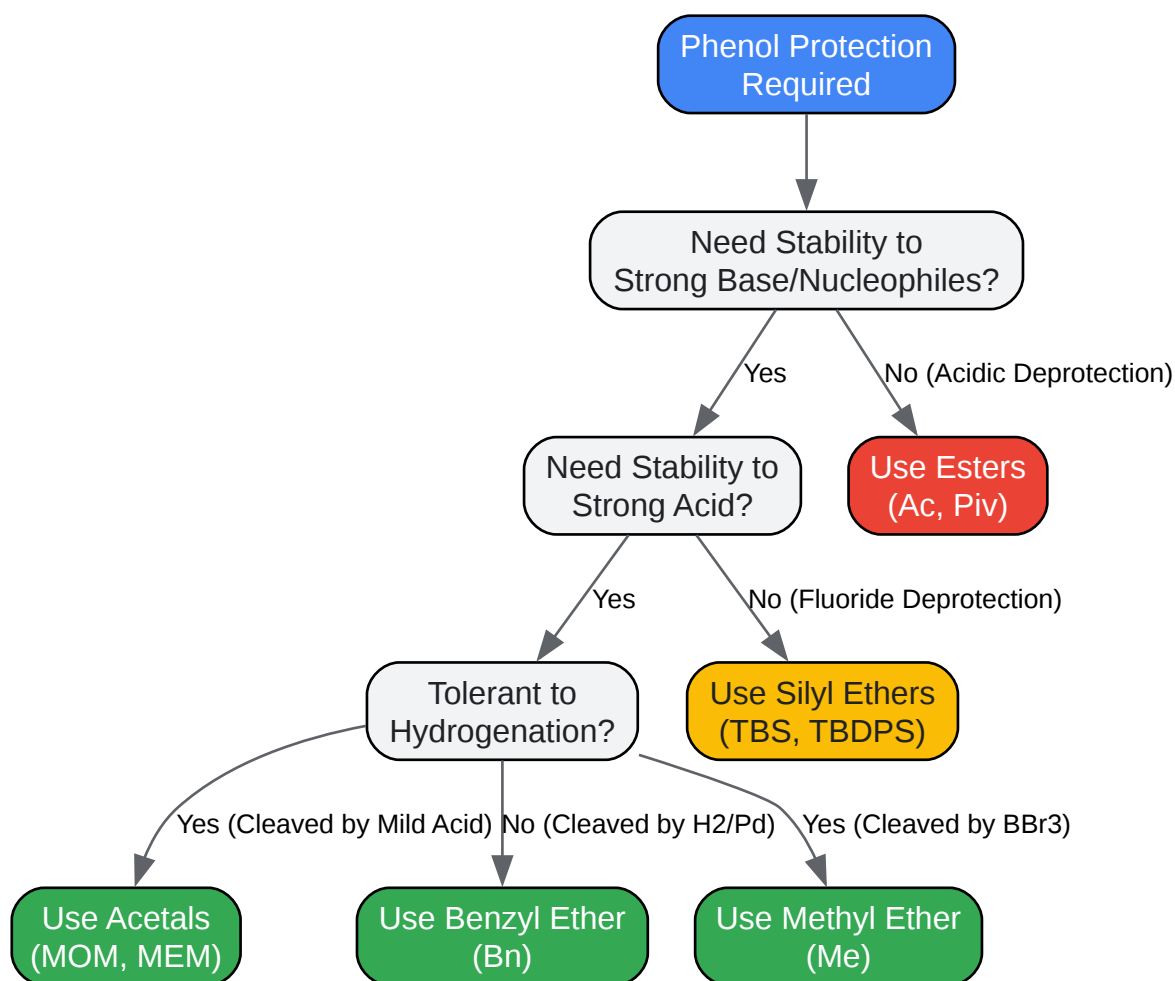 Phenol Protection
Required
Need Stability to
Strong Base/Nucleophiles?
Yes
No (Acidic Deprotection)
Need Stability to
Strong Acid?
Use Esters
(Ac, Piv)
Yes
No (Fluoride Deprotection)
Tolerant to
Hydrogenation?
Use Silyl Ethers
(TBS, TBDPS)
Yes (Cleaved by Mild Acid)
No (Cleaved by H2/Pd)
Yes (Cleaved by BBr3)
Use Acetals
(MOM, MEM)
Use Benzyl Ether
(Bn)
Use Methyl Ether
(Me)